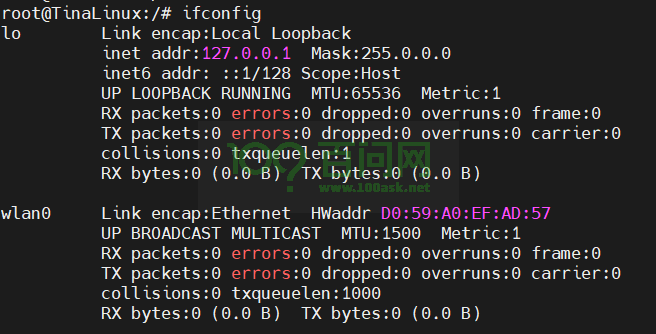 root@TinaLinux:/# ifconfig
lo        Link encap:Local Loopback
          inet addr:127.0.0.1  Mask:255.0.0.0
          inet6 addr: ::1/128 Scope:Host
          UP LOOPBACK RUNNING  MTU:65536  Metric:1
          RX packets:0 errors:0 dropped:0 overruns:0 frame:0
          TX packets:0 errors:0 dropped:0 overruns:0 carrier:0
          collisions:0 txqueuelen:1
          RX bytes:0 (0.0 B)  TX bytes:0 (0.0 B)
100?百问网
www.100ask.net
wlan0     Link encap:Ethernet  HWaddr D0:59:A0:EF:AD:57
          UP BROADCAST MULTICAST  MTU:1500  Metric:1
          RX packets:0 errors:0 dropped:0 overruns:0 frame:0
          TX packets:0 errors:0 dropped:0 overruns:0 carrier:0
          collisions:0 txqueuelen:1000
          RX bytes:0 (0.0 B)  TX bytes:0 (0.0 B)